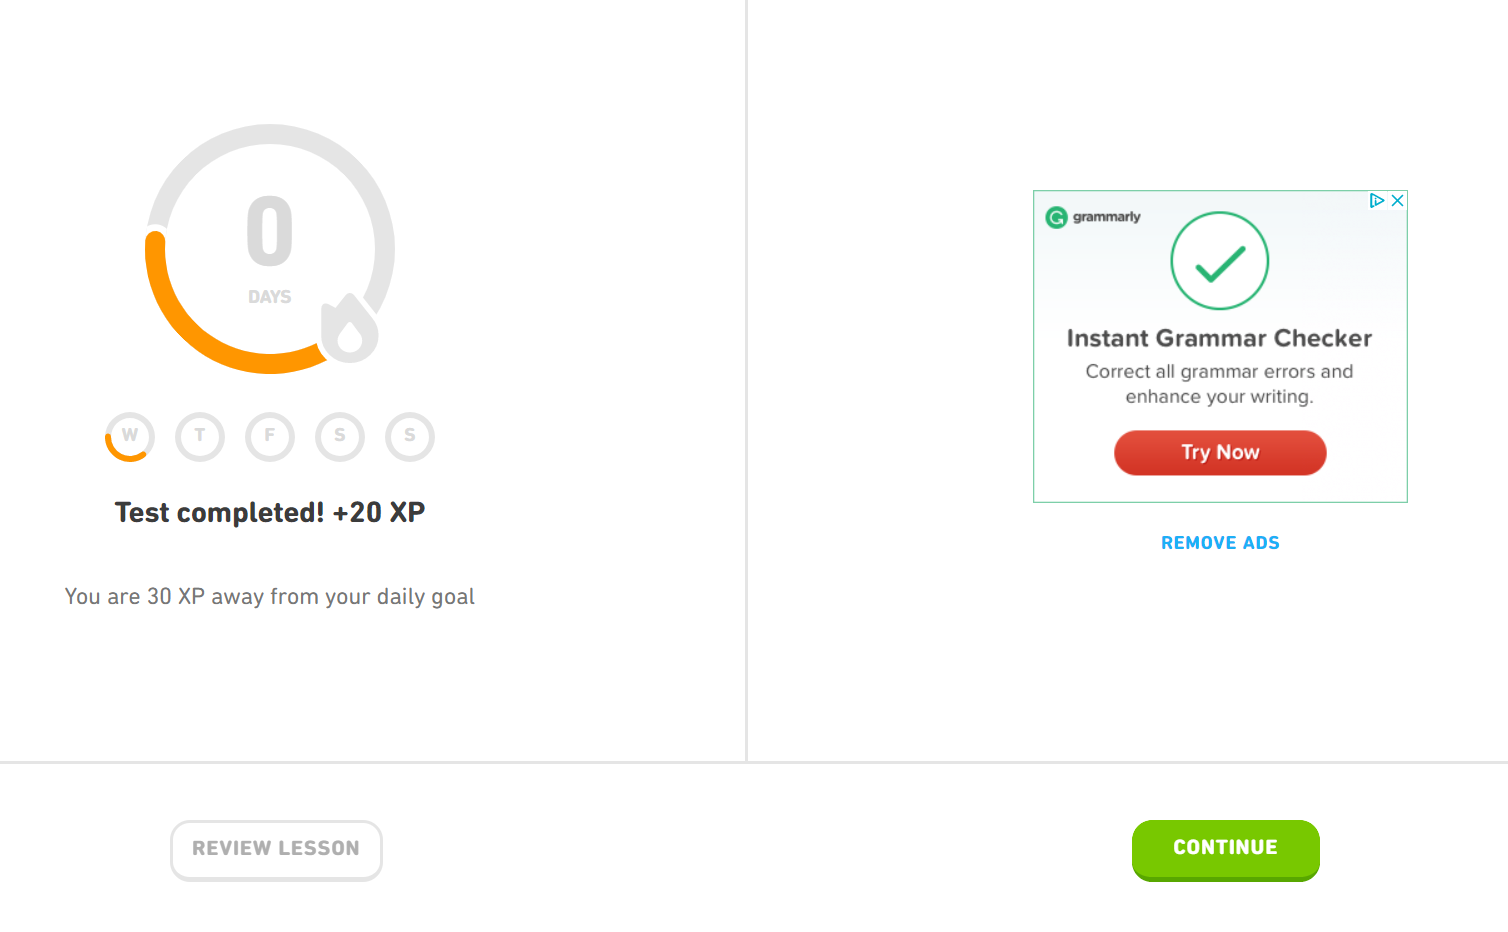 0
DAYS
W T F S S
Test completed! +20 XP
You are 30 XP away from your daily goal
REVIEW LESSON
grammarly
Instant Grammar Checker
Correct all grammar errors and
enhance your writing.
Try Now
REMOVE ADS
CONTINUE